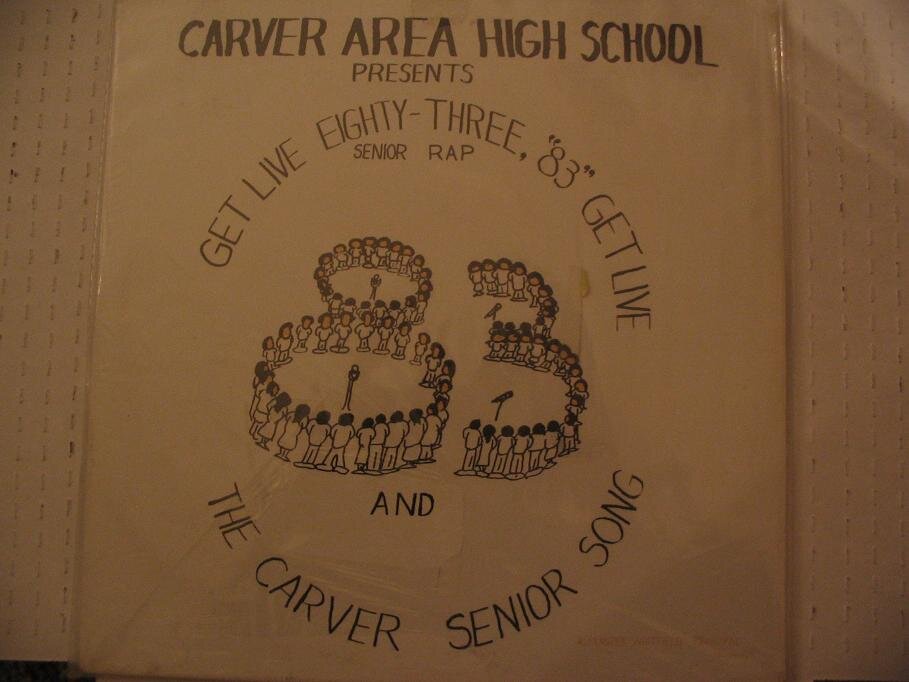 CARVER AREA HIGH SCHOOL
PRESENTS
GET LIVE EIGHTY-THREE, "83" GET LIVE
SENIOR RAP
AND
THE CARVER SENIOR SONG